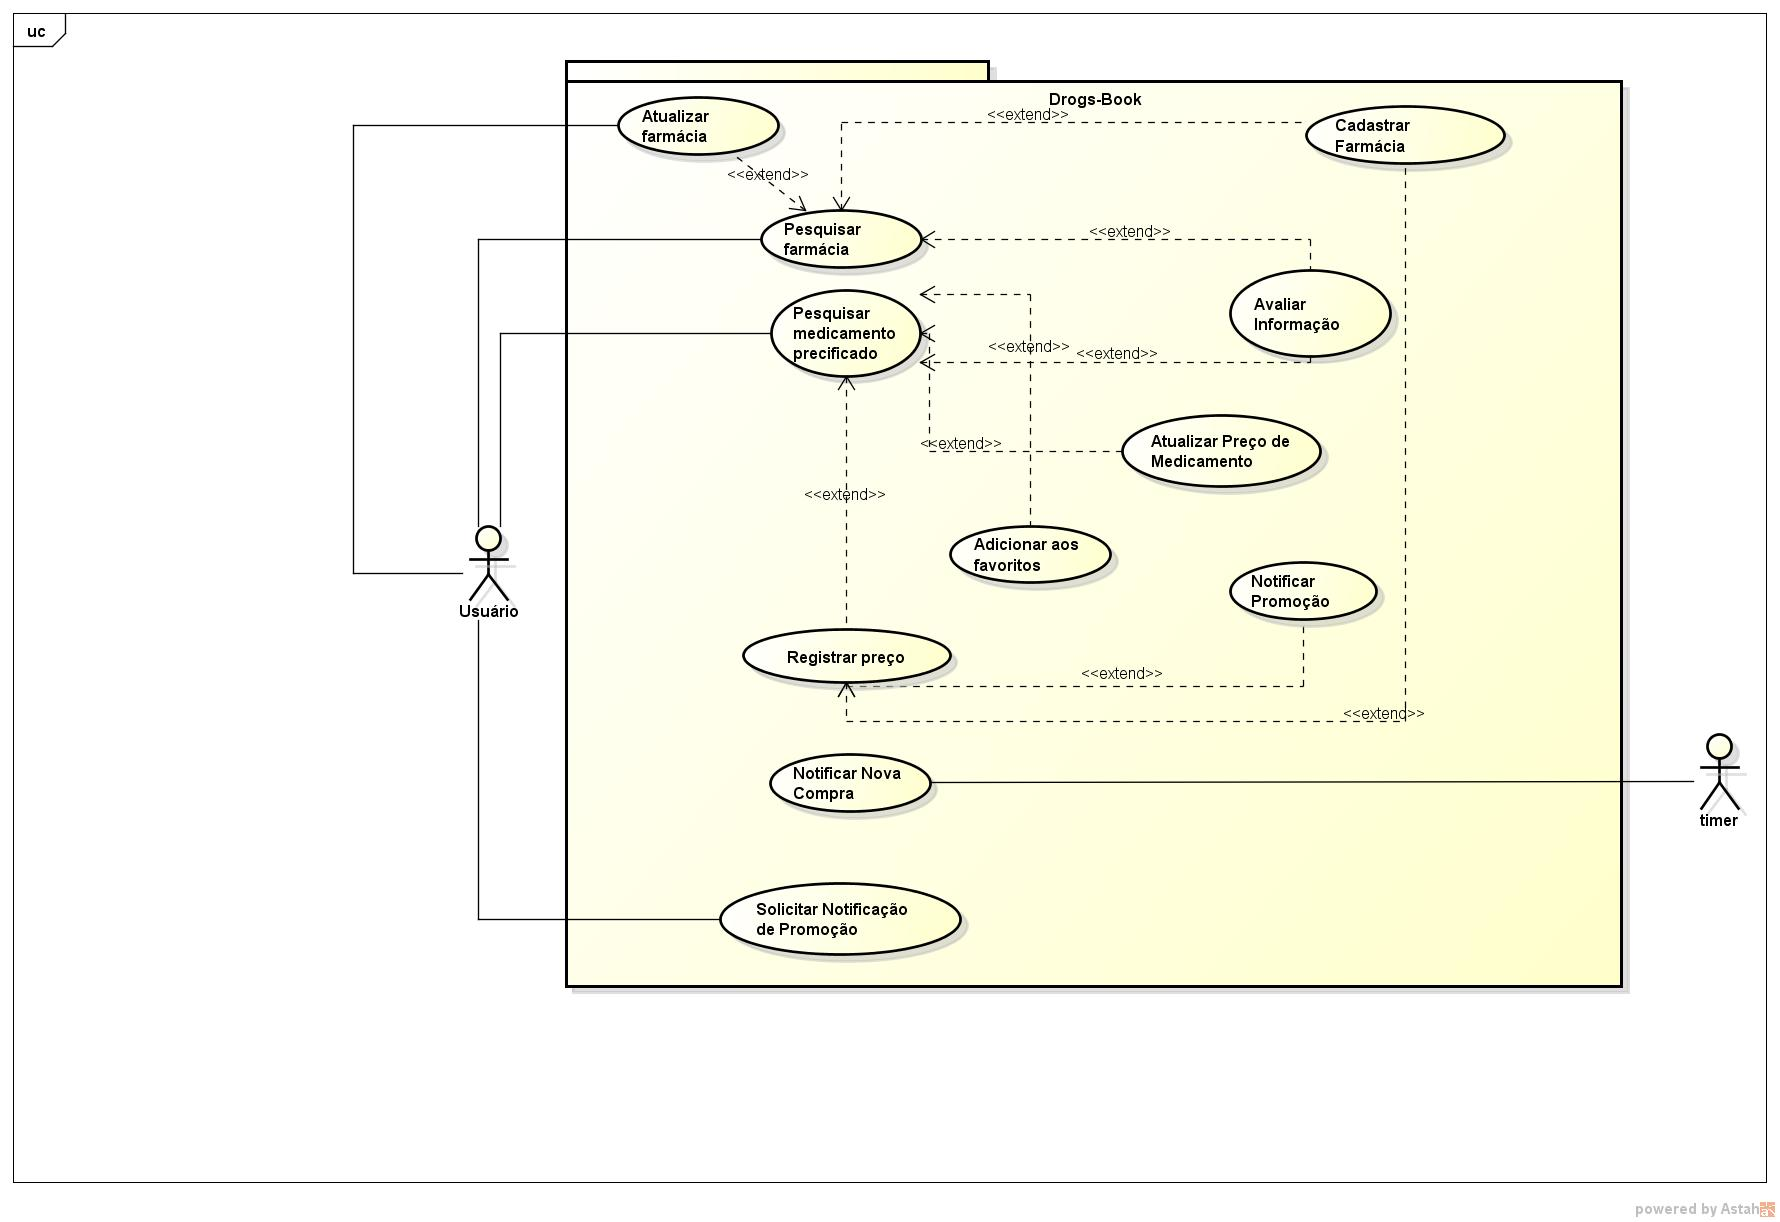 uc
Drogs-Book
Atualizar
farmácia
<<extend>>
Cadastrar
Farmácia
<<extend>>
Pesquisar
farmácia
<<extend>>
Avaliar
Informação
Pesquisar
medicamento
precificado
<<extend>>
<<extend>>
Atualizar Preço de
Medicamento
<<extend>>
<<extend>>
Adicionar aos
favoritos
Notificar
Promoção
Usuário
Registrar preço
<<extend>>
<<extend>>
Notificar Nova
Compra
timer
Solicitar Notificação
de Promoção
powered by Astah